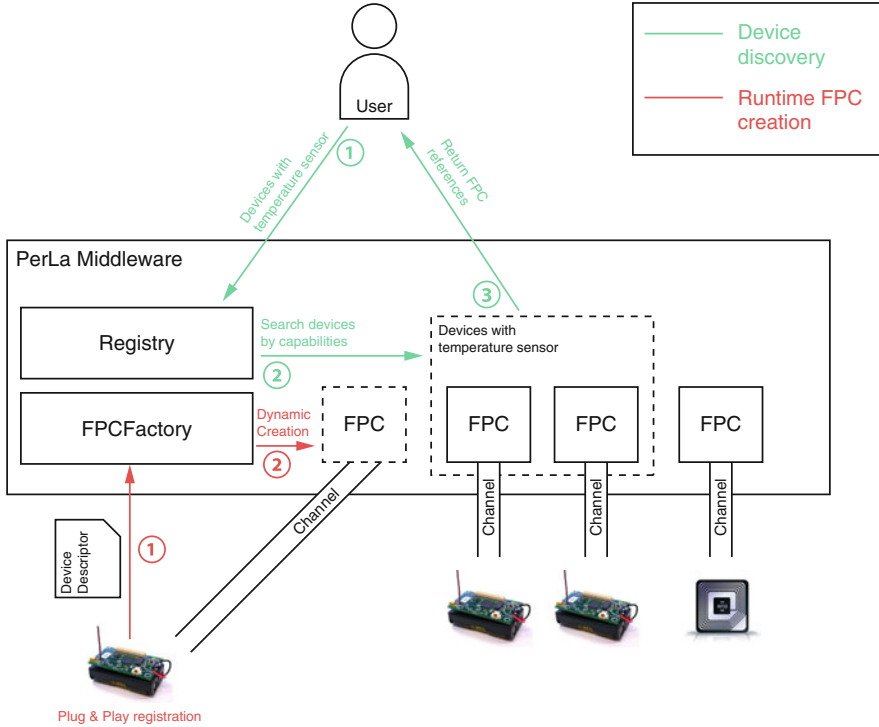 Device
discovery
Runtime FPC
creation
User
1
Devices with
temperature sensor
Return FPC
references
PerLa Middleware
3
Registry
Search devices
by capabilities
2
Devices with
temperature sensor
FPCFactory
Dynamic
Creation
2
FPC
FPC
FPC
FPC
Channel
Channel
Channel
Channel
Device
Descriptor
1
Plug & Play registration